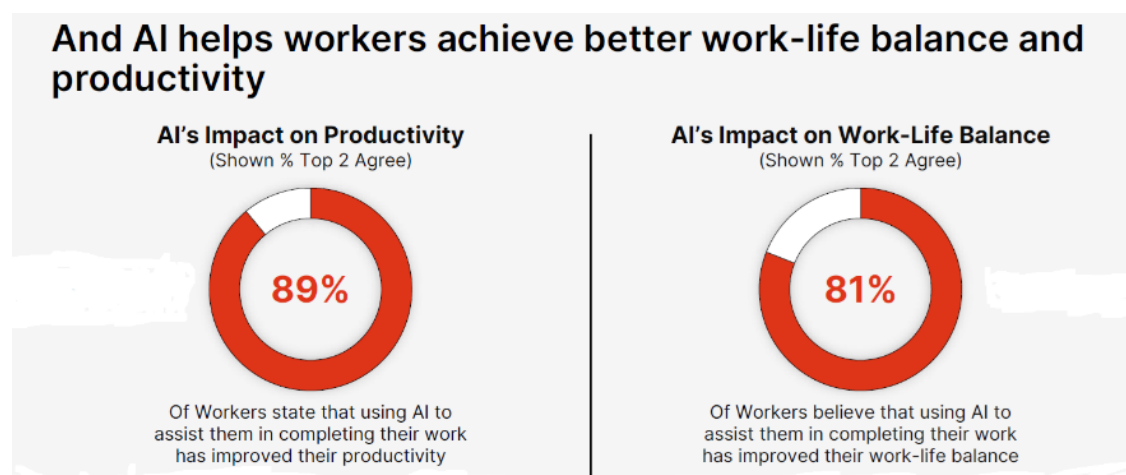 And AI helps workers achieve better work-life balance and
productivity
AI's Impact on Productivity
(Shown % Top 2 Agree)
89%
Of Workers state that using AI to
assist them in completing their work
has improved their productivity
AI's Impact on Work-Life Balance
(Shown % Top 2 Agree)
81%
Of Workers believe that using AI to
assist them in completing their work
has improved their work-life balance